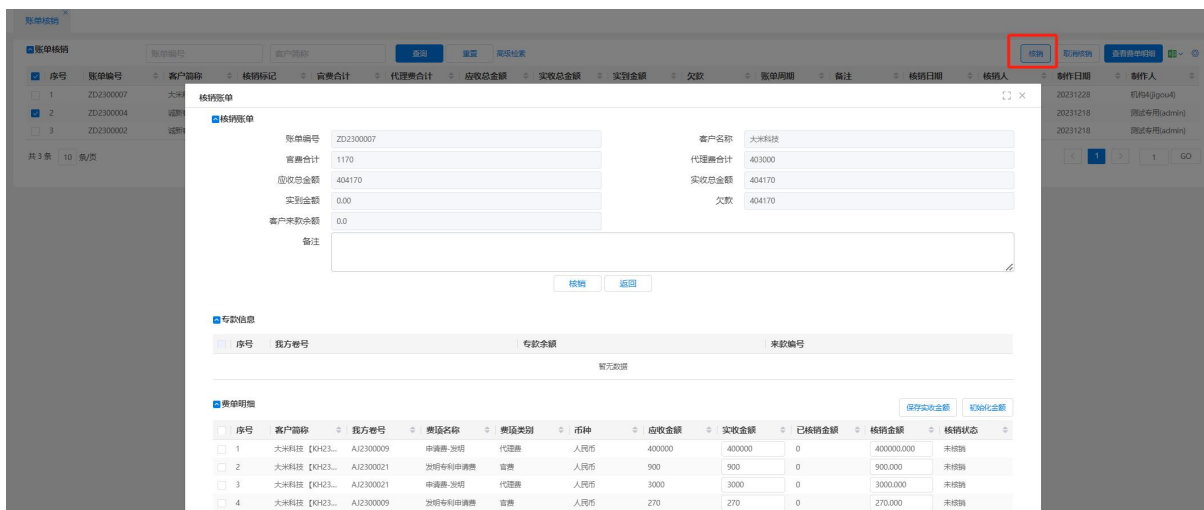 账单核销 ×
账单核销 账单编号 客户简称 查询 重置 高级检索 核销 取消核销 查看费单明细
序号 账单编号 客户简称 核销标记 官费合计 代理费合计 应收总金额 实收总金额 实到金额 欠款 账单周期 备注 核销日期 核销人 制作日期 制作人
1 ZD2300007 大米 20231228 机构4(jigou4)
2 ZD2300004 诚新 20231218 测试专用(admin)
3 ZD2300002 诚新 20231218 测试专用(admin)
共 3 条 10 条/页 < 1 > 1 GO
核销账单 ×
核销账单
账单编号 ZD2300007 客户名称 大米科技
官费合计 1170 代理费合计 403000
应收总金额 404170 实收总金额 404170
实到金额 0.00 欠款 404170
客户来款余额 0.0
备注
核销 返回
专款信息
序号 我方卷号 专款余额 来款编号
暂无数据
费单明细 保存实收金额 初始化金额
序号 客户简称 我方卷号 费项名称 费项类别 币种 应收金额 实收金额 已核销金额 核销金额 核销状态
1 大米科技【KH23... AJ2300009 申请费-发明 代理费 人民币 400000 400000 0 400000.000 未核销
2 大米科技【KH23... AJ2300021 发明专利申请费 官费 人民币 900 900 0 900.000 未核销
3 大米科技【KH23... AJ2300021 申请费-发明 代理费 人民币 3000 3000 0 3000.000 未核销
4 大米科技【KH23... AJ2300009 发明专利申请费 官费 人民币 270 270 0 270.000 未核销